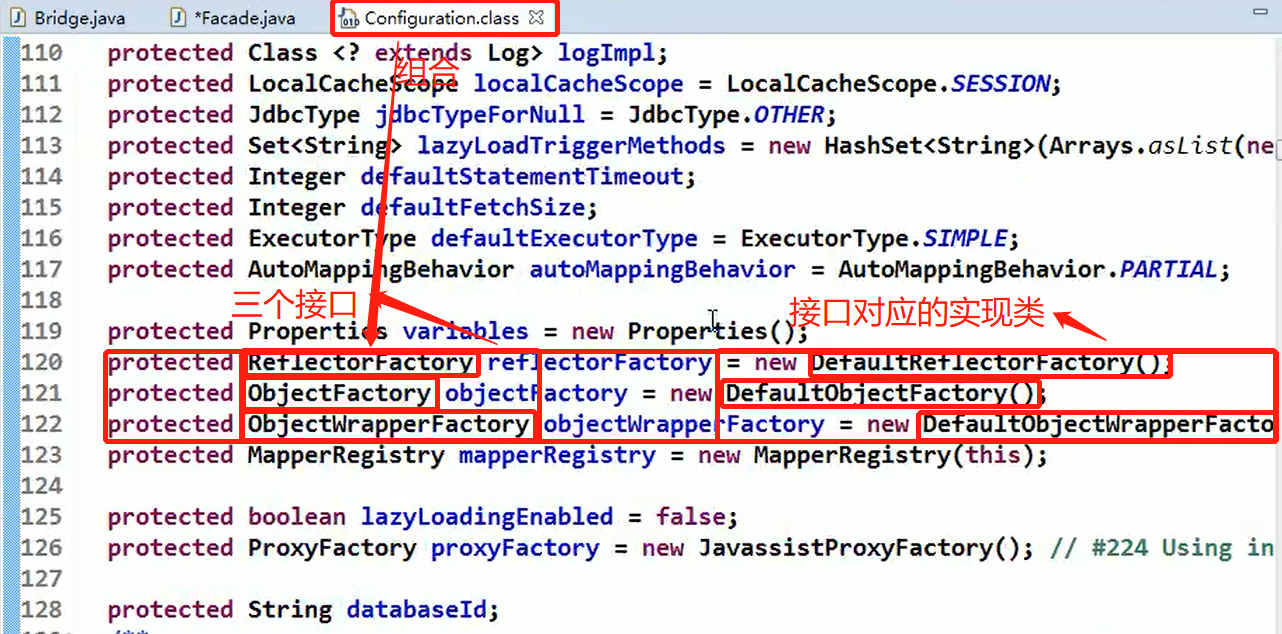 Bridge.java *Facade.java Configuration.class
110 protected Class <? extends Log> logImpl;
组合
111 protected LocalCacheScope localCacheScope = LocalCacheScope.SESSION;
112 protected JdbcType jdbcTypeForNull = JdbcType.OTHER;
113 protected Set<String> lazyLoadTriggerMethods = new HashSet<String>(Arrays.asList(ne
114 protected Integer defaultStatementTimeout;
115 protected Integer defaultFetchSize;
116 protected ExecutorType defaultExecutorType = ExecutorType.SIMPLE;
117 protected AutoMappingBehavior autoMappingBehavior = AutoMappingBehavior.PARTIAL;
118
三个接口 接口对应的实现类
119 protected Properties variables = new Properties();
120 protected ReflectorFactory reflectorFactory = new DefaultReflectorFactory();
121 protected ObjectFactory objectFactory = new DefaultObjectFactory();
122 protected ObjectWrapperFactory objectWrapperFactory = new DefaultObjectWrapperFacto
123 protected MapperRegistry mapperRegistry = new MapperRegistry(this);
124
125 protected boolean lazyLoadingEnabled = false;
126 protected ProxyFactory proxyFactory = new JavassistProxyFactory(); // #224 Using in
127
128 protected String databaseId;